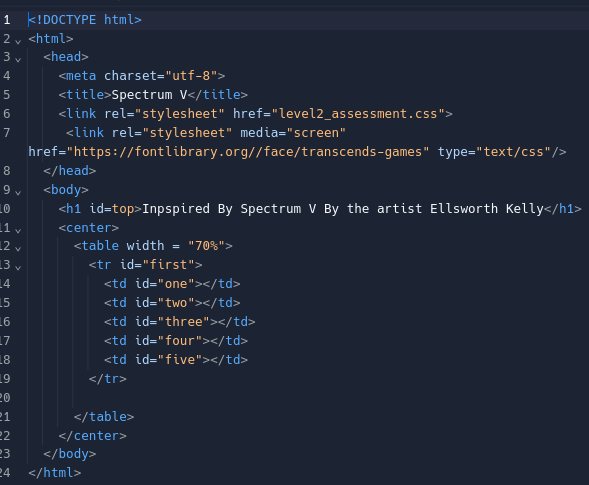 1 <!DOCTYPE html>
2 <html>
3 <head>
4 <meta charset="utf-8">
5 <title>Spectrum V</title>
6 <link rel="stylesheet" href="level2_assessment.css">
7 <link rel="stylesheet" media="screen"
href="https://fontlibrary.org//face/transcends-games" type="text/css"/>
8 </head>
9 <body>
10 <h1 id=top>Inpspired By Spectrum V By the artist Ellsworth Kelly</h1>
11 <center>
12 <table width = "70%">
13 <tr id="first">
14 <td id="one"></td>
15 <td id="two"></td>
16 <td id="three"></td>
17 <td id="four"></td>
18 <td id="five"></td>
19 </tr>
20
21 </table>
22 </center>
23 </body>
24 </html>